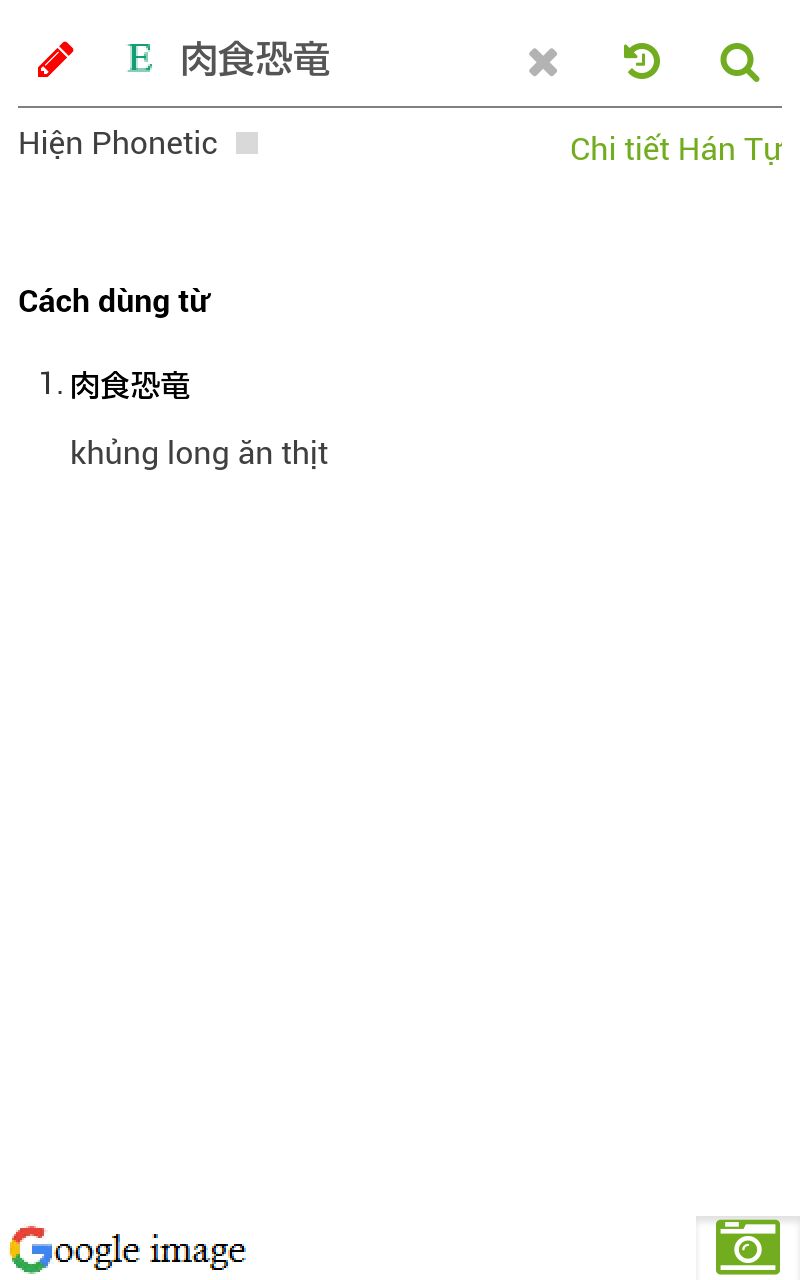 E 肉食恐竜
Hiện Phonetic
Chi tiết Hán Tự
Cách dùng từ
1. 肉食恐竜
khủng long ăn thịt
Google image